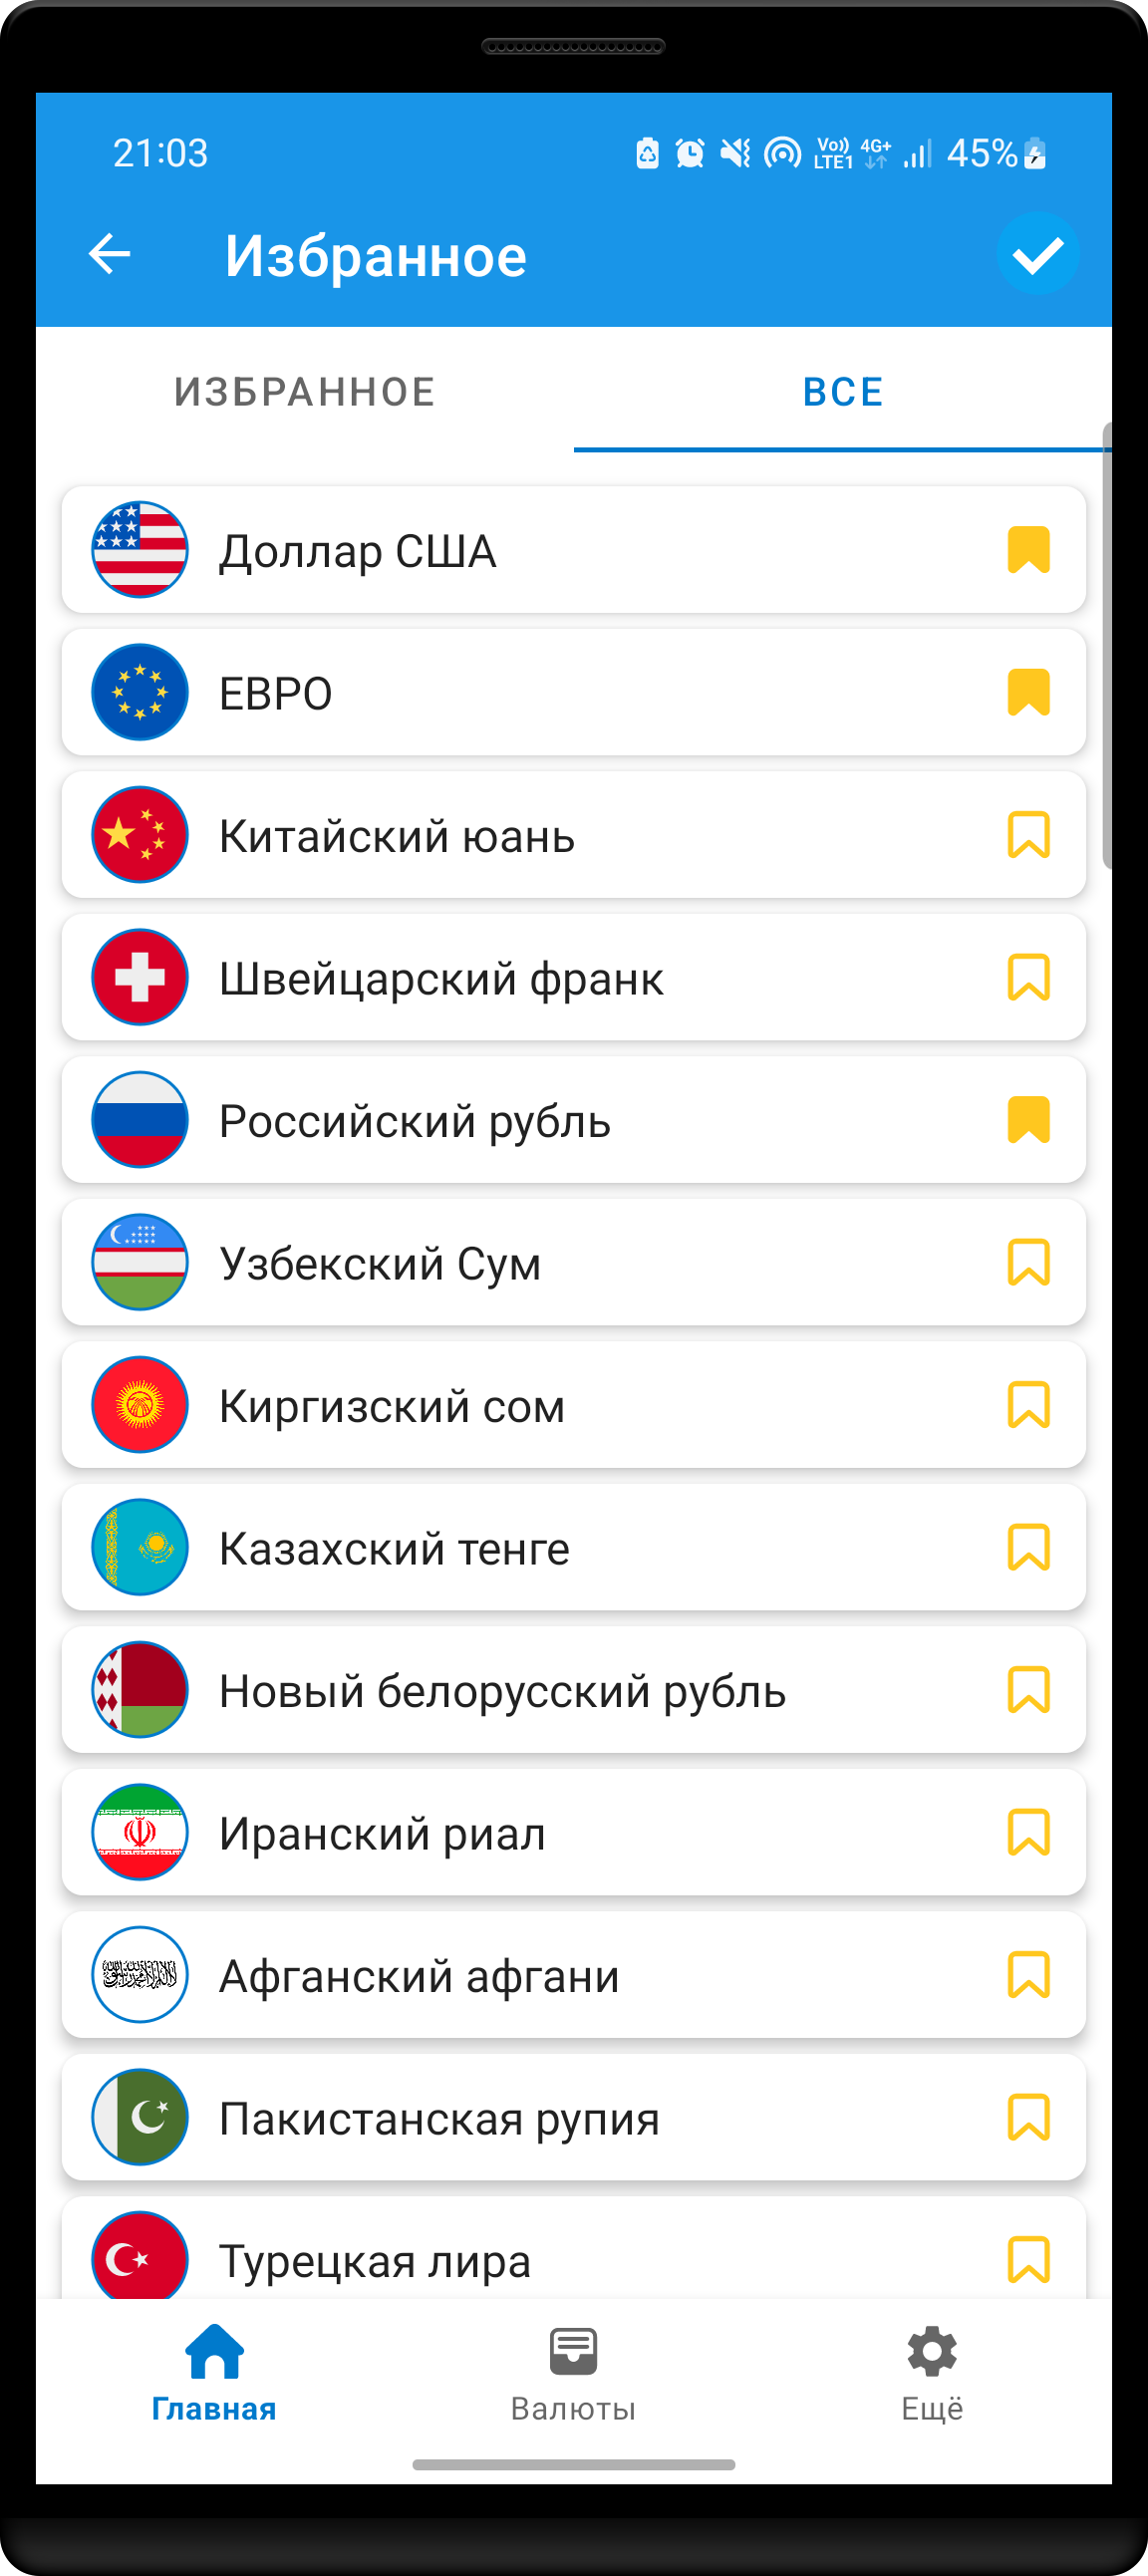 21:03
Vo))
LTE1
4G+
45%
Избранное
ИЗБРАННОЕ
ВСЕ
Доллар США
ЕВРО
Китайский юань
Швейцарский франк
Российский рубль
Узбекский Сум
Киргизский сом
Казахский тенге
Новый белорусский рубль
Иранский риал
Афганский афгани
Пакистанская рупия
Турецкая лира
Главная
Валюты
Ещё